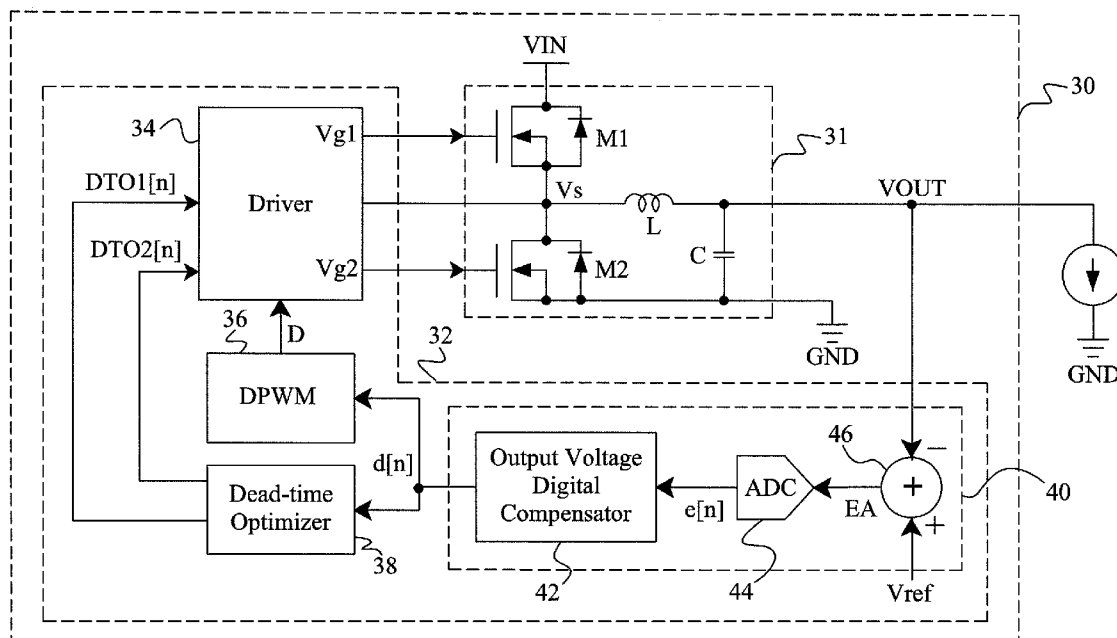 VIN
30
34
Vg1
M1
31
DTO1[n]
Vs
VOUT
Driver
L
DTO2[n]
Vg2
M2
C
36
D
32
GND
GND
DPWM
46
Output Voltage
Digital
Compensator
ADC
d[n]
Dead-time
Optimizer
e[n]
EA
40
38
42
44
Vref